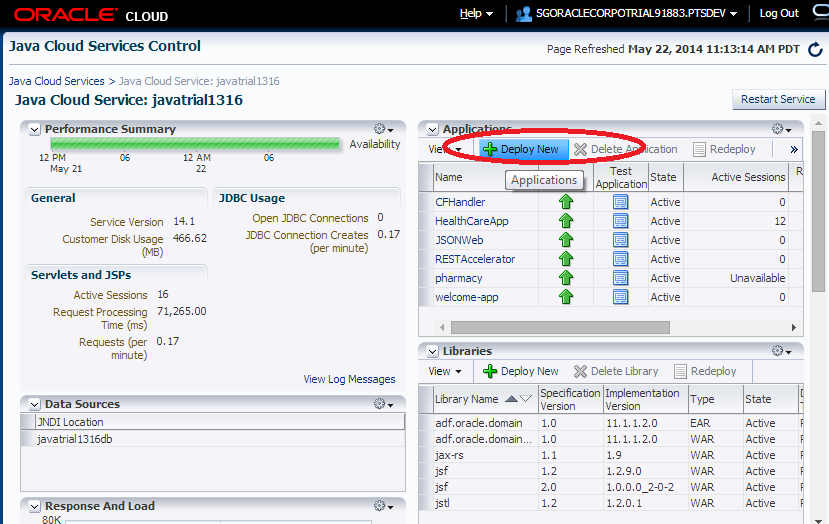 ORACLE CLOUD Help SGORACLECORPOTRIAL91883.PTSDEV Log Out
Java Cloud Services Control
Page Refreshed May 22, 2014 11:13:14 AM PDT
Java Cloud Services > Java Cloud Service: javatrial1316
Java Cloud Service: javatrial1316
Restart Service
Performance Summary
Availability
12 PM 06 12 AM 06
May 21 22
General
Service Version 14.1
Customer Disk Usage 466.62
(MB)
JDBC Usage
Open JDBC Connections 0
JDBC Connection Creates 0.17
(per minute)
Servlets and JSPs
Active Sessions 16
Request Processing 71,265.00
Time (ms)
Requests (per 0.17
minute)
View Log Messages
Data Sources
JNDI Location
javatrial1316db
Response And Load
80K
Applications
View Deploy New Delete Application Redeploy »
Applications
Name Test State Active Sessions R
Application
CFHandler Active 0
HealthCareApp Active 12
JSONWeb Active 0
RESTAccelerator Active 0
pharmacy Active Unavailable
welcome-app Active 0
Libraries
View Deploy New Delete Library Redeploy
Library Name Specification Implementation Type State D
Version Version
adf.oracle.domain 1.0 11.1.1.2.0 EAR Active
adf.oracle.domain... 1.0 11.1.1.2.0 WAR Active
jax-rs 1.1 1.9 WAR Active
jsf 1.2 1.2.9.0 WAR Active
jsf 2.0 1.0.0.0_2-0-2 WAR Active
jstl 1.2 1.2.0.1 WAR Active